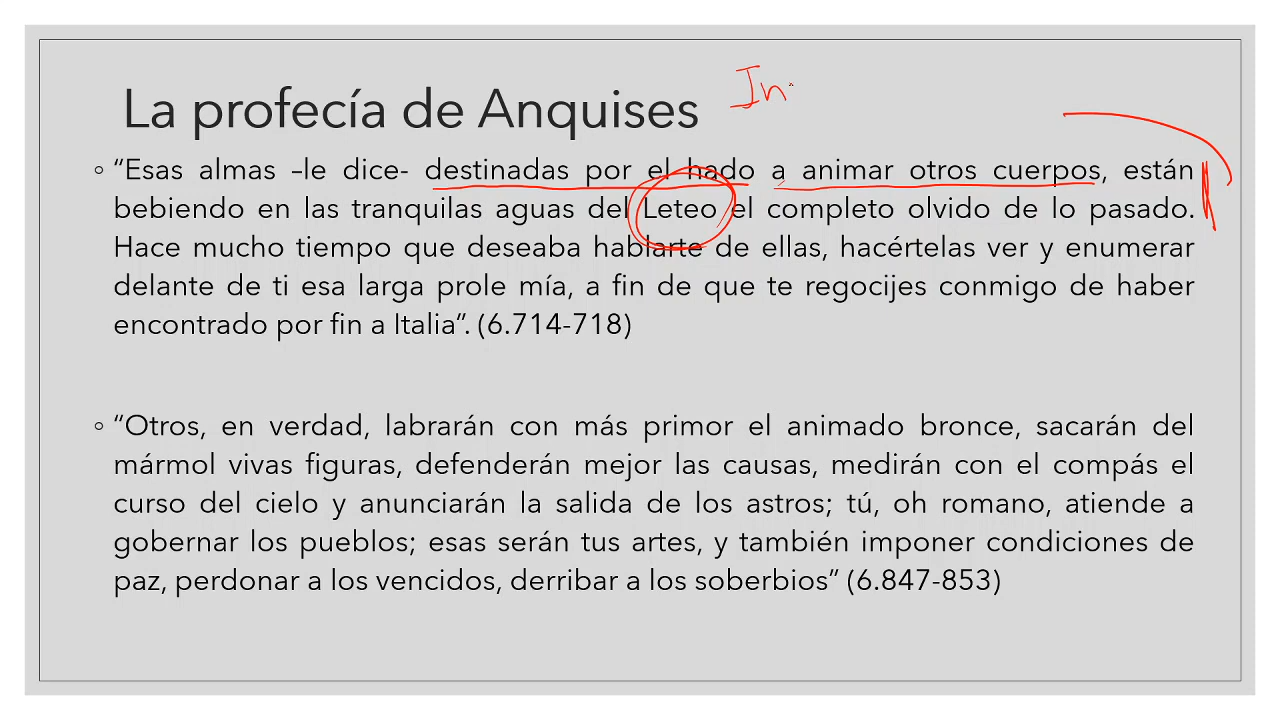 La profecía de Anquises In
◦ “Esas almas –le dice- destinadas por el hado a animar otros cuerpos, están
bebiendo en las tranquilas aguas del Leteo el completo olvido de lo pasado.
Hace mucho tiempo que deseaba hablarte de ellas, hacértelas ver y enumerar
delante de ti esa larga prole mía, a fin de que te regocijes conmigo de haber
encontrado por fin a Italia”. (6.714-718)
◦ “Otros, en verdad, labrarán con más primor el animado bronce, sacarán del
mármol vivas figuras, defenderán mejor las causas, medirán con el compás el
curso del cielo y anunciarán la salida de los astros; tú, oh romano, atiende a
gobernar los pueblos; esas serán tus artes, y también imponer condiciones de
paz, perdonar a los vencidos, derribar a los soberbios” (6.847-853)